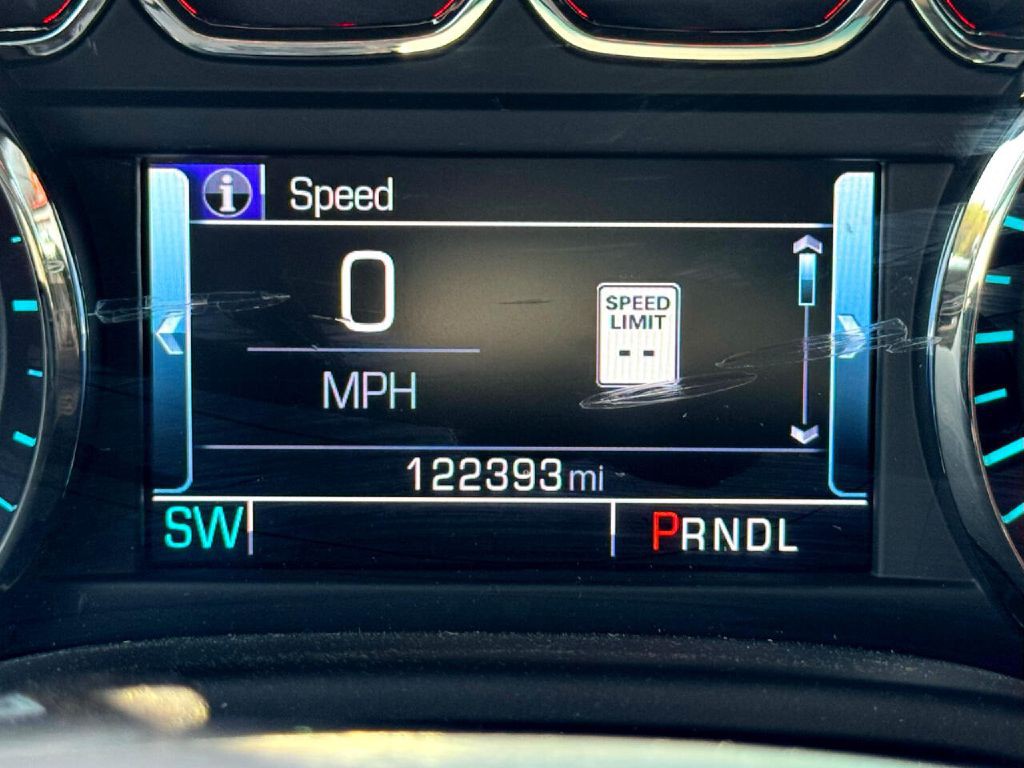 i Speed
0
MPH
SPEED
LIMIT
--
122393 mi
SW PRNDL